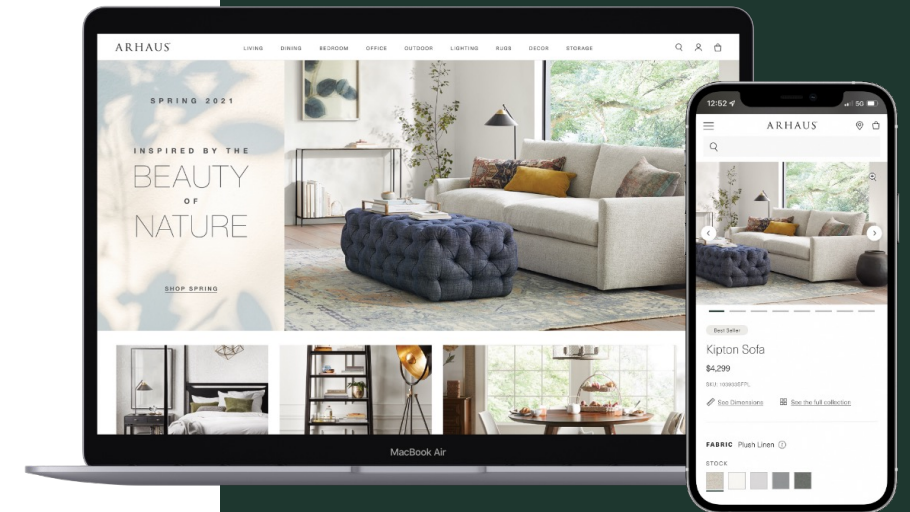 ARHAUS
LIVING DINING BEDROOM OFFICE OUTDOOR LIGHTING RUGS DECOR STORAGE
SPRING 2021
INSPIRED BY THE
BEAUTY
OF
NATURE
SHOP SPRING
MacBook Air
12:52
5G
ARHAUS
Best Seller
Kipton Sofa
$4,299
SKU:
See Dimensions See the full collection
FABRIC Plush Linen
STOCK